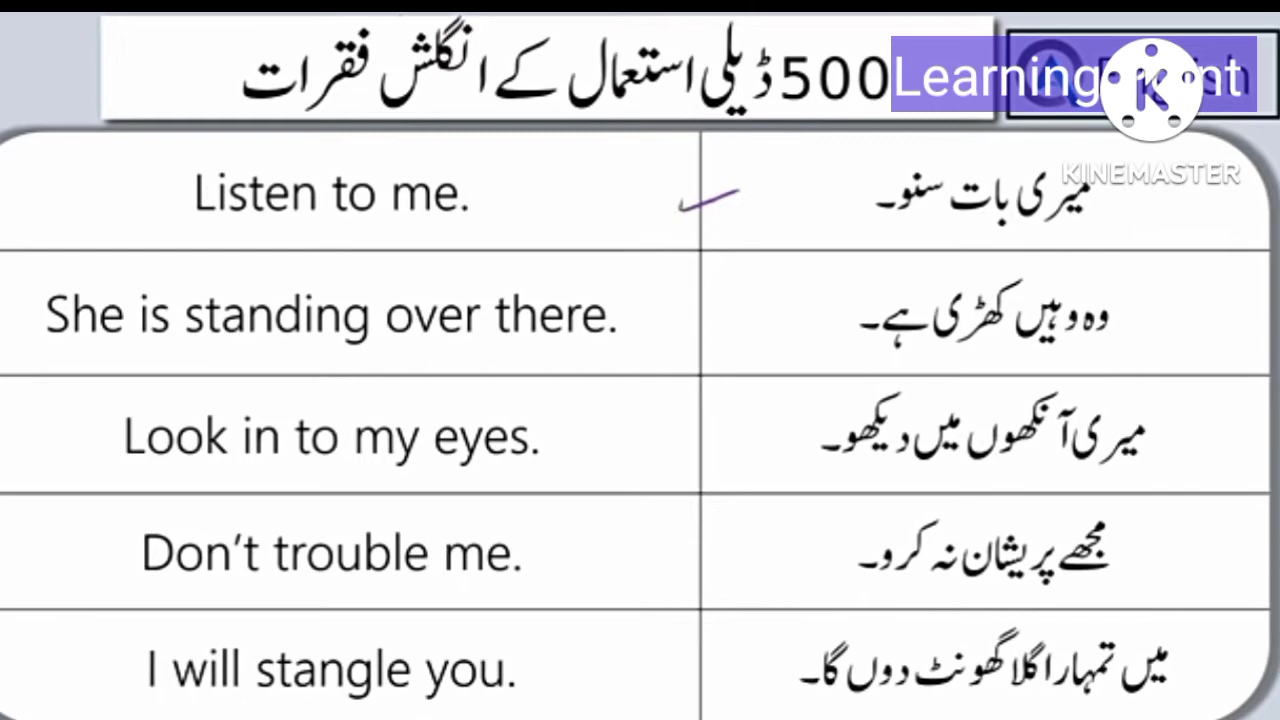 500 ڈیلی استعمال کے انگلش فقرات
Learning
KINEMASTER
Listen to me. میری بات سنو۔
She is standing over there. وہ وہیں کھڑی ہے۔
Look in to my eyes. میری آنکھوں میں دیکھو۔
Don't trouble me. مجھے پریشان نہ کرو۔
I will stangle you. میں تمہارا گلا گھونٹ دوں گا۔